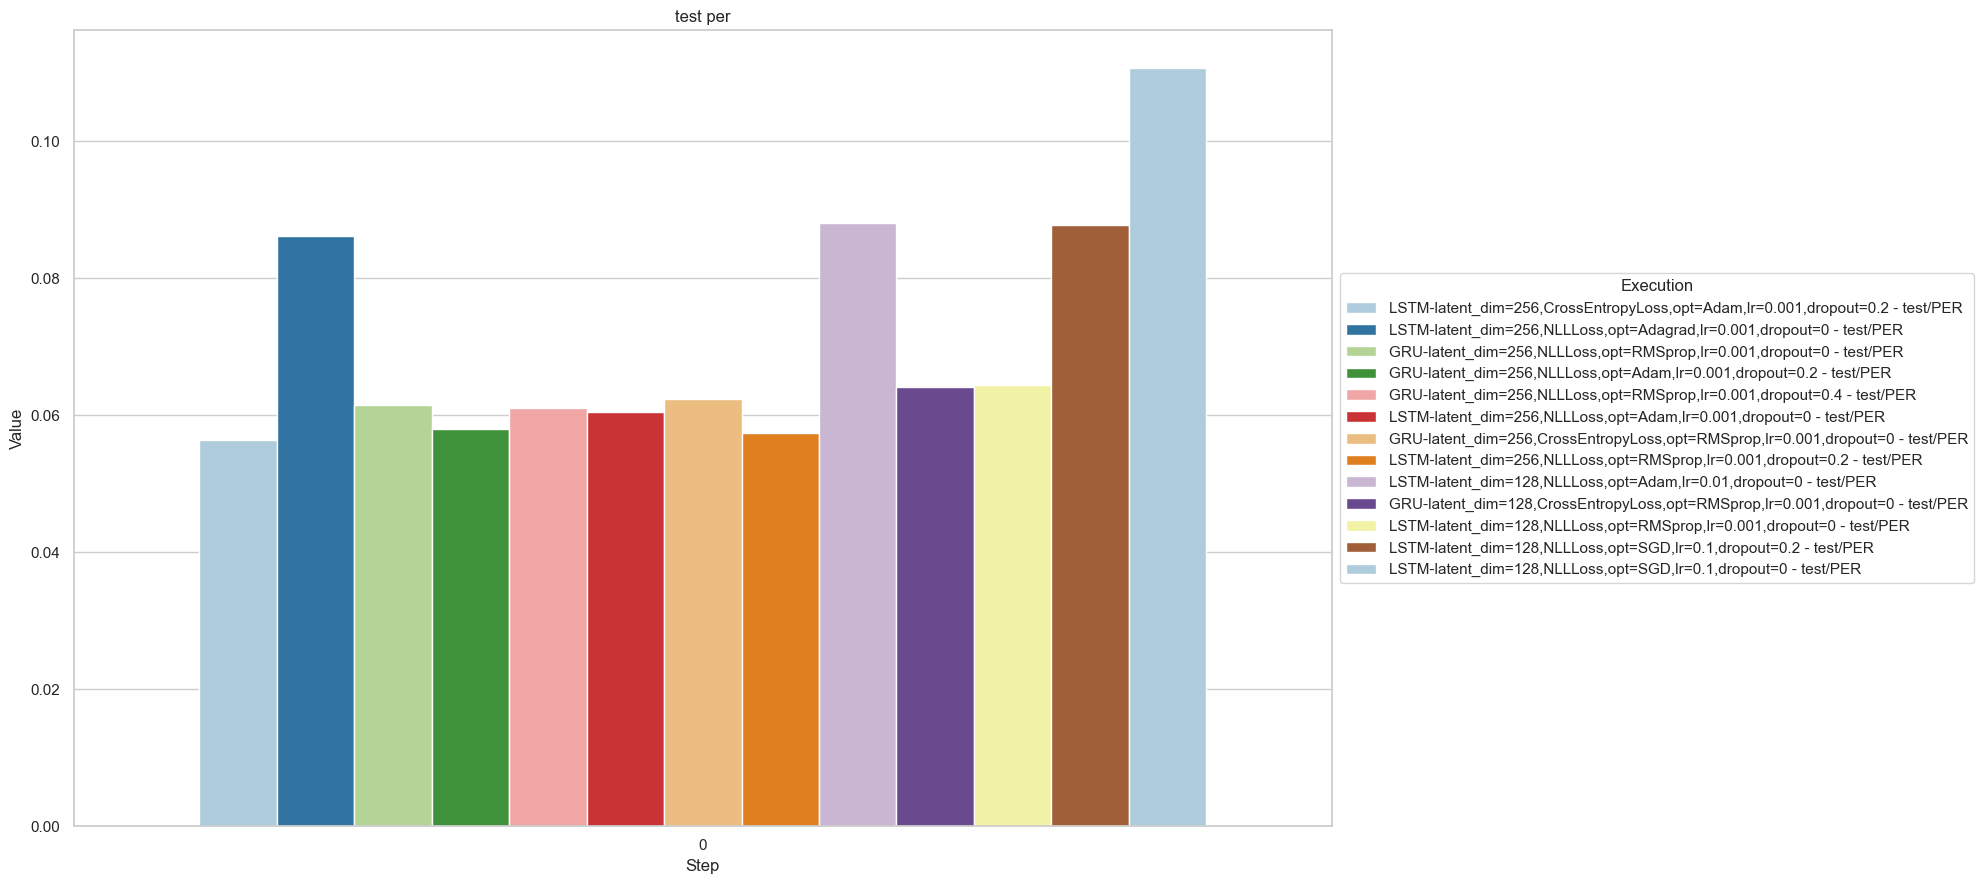 test per
Value
0.10
0.08
0.06
0.04
0.02
0.00
0
Step
Execution
LSTM-latent_dim=256,CrossEntropyLoss,opt=Adam,lr=0.001,dropout=0.2 - test/PER
LSTM-latent_dim=256,NLLLoss,opt=Adagrad,lr=0.001,dropout=0 - test/PER
GRU-latent_dim=256,NLLLoss,opt=RMSprop,lr=0.001,dropout=0 - test/PER
GRU-latent_dim=256,NLLLoss,opt=Adam,lr=0.001,dropout=0.2 - test/PER
GRU-latent_dim=256,NLLLoss,opt=RMSprop,lr=0.001,dropout=0.4 - test/PER
LSTM-latent_dim=256,NLLLoss,opt=Adam,lr=0.001,dropout=0 - test/PER
GRU-latent_dim=256,CrossEntropyLoss,opt=RMSprop,lr=0.001,dropout=0 - test/PER
LSTM-latent_dim=256,NLLLoss,opt=RMSprop,lr=0.001,dropout=0.2 - test/PER
LSTM-latent_dim=128,NLLLoss,opt=Adam,lr=0.01,dropout=0 - test/PER
GRU-latent_dim=128,CrossEntropyLoss,opt=RMSprop,lr=0.001,dropout=0 - test/PER
LSTM-latent_dim=128,NLLLoss,opt=RMSprop,lr=0.001,dropout=0 - test/PER
LSTM-latent_dim=128,NLLLoss,opt=SGD,lr=0.1,dropout=0.2 - test/PER
LSTM-latent_dim=128,NLLLoss,opt=SGD,lr=0.1,dropout=0 - test/PER